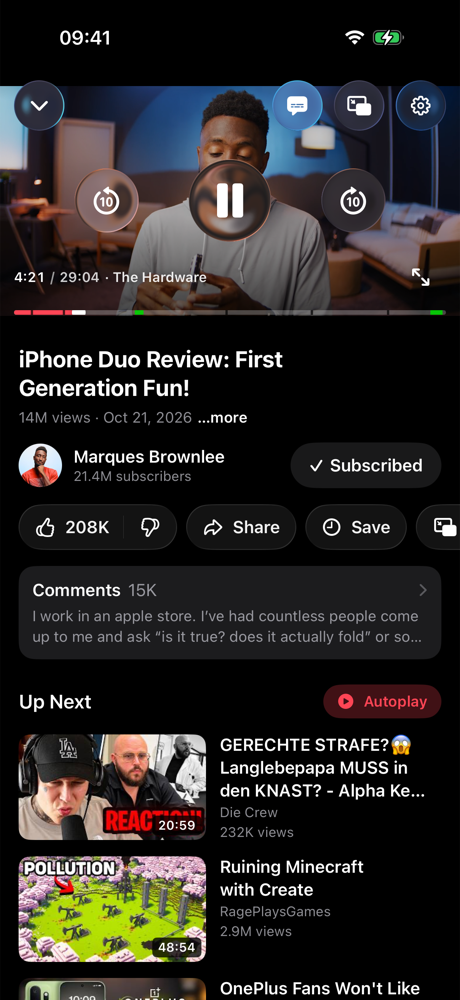 09:41
10
10
4:21 / 29:04 · The Hardware
iPhone Duo Review: First
Generation Fun!
14M views · Oct 21, 2026 ...more
Marques Brownlee
21.4M subscribers
✓ Subscribed
208K
Share
Save
Comments 15K
I work in an apple store. I’ve had countless people come
up to me and ask “is it true? does it actually fold” or so...
Up Next
Autoplay
LA
REACTION!
20:59
GERECHTE STRAFE?😱
Langlebepapa MUSS in
den KNAST? - Alpha Ke...
Die Crew
232K views
POLLUTION
48:54
Ruining Minecraft
with Create
RagePlaysGames
2.9M views
OnePlus Fans Won't Like